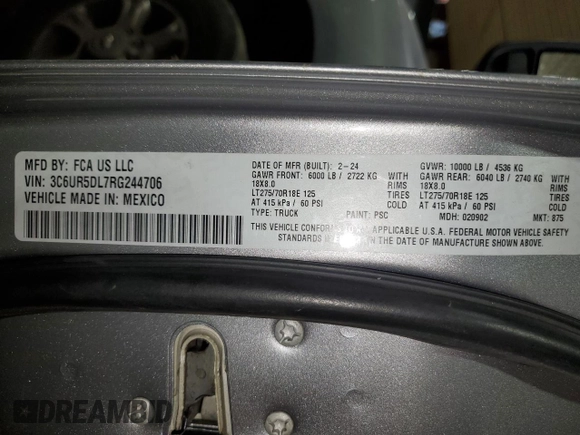 MFD BY: FCA US LLC
VIN: 3C6UR5DL7RG244706
VEHICLE MADE IN: MEXICO
DATE OF MFR (BUILT): 2-24
GAWR FRONT: 6000 LB / 2722 KG
18X8.0 WITH RIMS
LT275/70R18E 125 TIRES
AT 415 kPa / 60 PSI COLD
TYPE: TRUCK PAINT: PSC
GVWR: 10000 LB / 4536 KG
GAWR REAR: 6040 LB / 2740 KG
18X8.0 WITH RIMS
LT275/70R18E 125 TIRES
AT 415 kPa / 60 PSI COLD
MDH: 020902 MKT: 875
THIS VEHICLE CONFORMS TO ALL APPLICABLE U.S.A. FEDERAL MOTOR VEHICLE SAFETY
STANDARDS IN EFFECT ON THE DATE OF MANUFACTURE SHOWN ABOVE.
DREAMBID